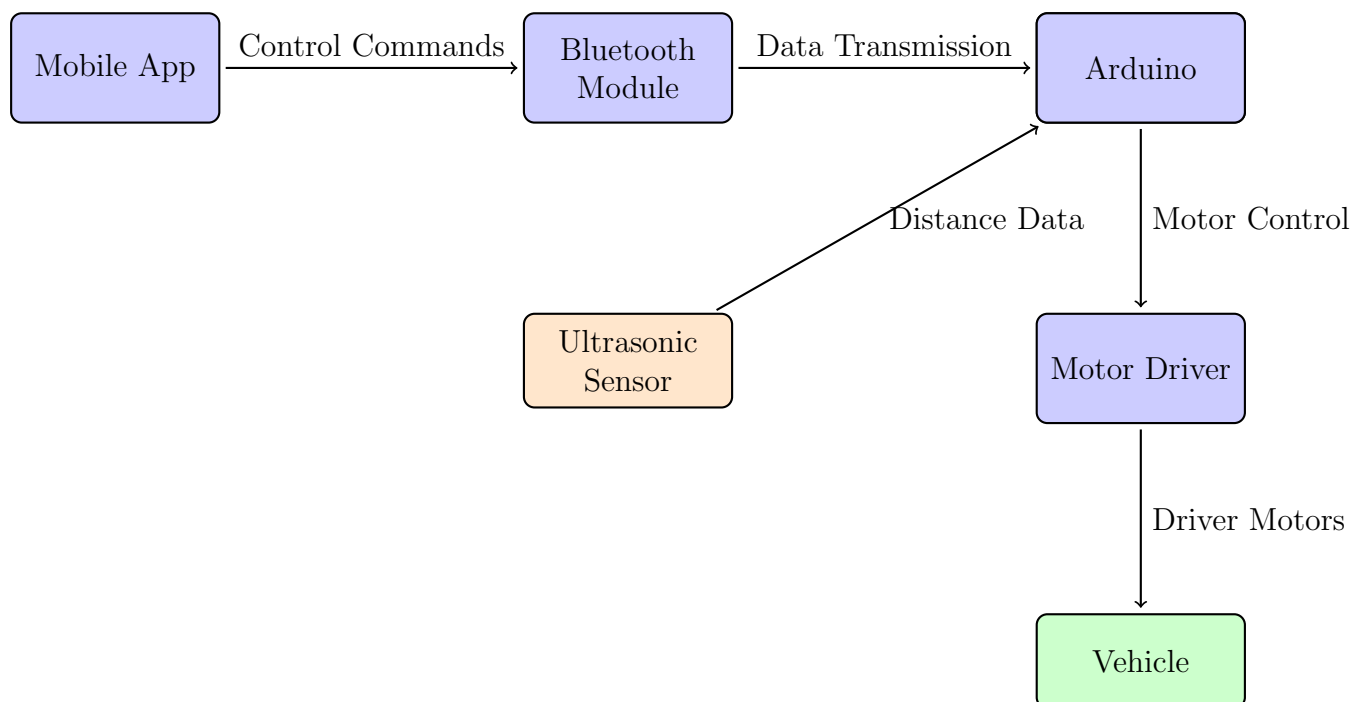 Mobile App
Control Commands
Bluetooth
Module
Data Transmission
Arduino
Distance Data
Motor Control
Ultrasonic
Sensor
Motor Driver
Driver Motors
Vehicle